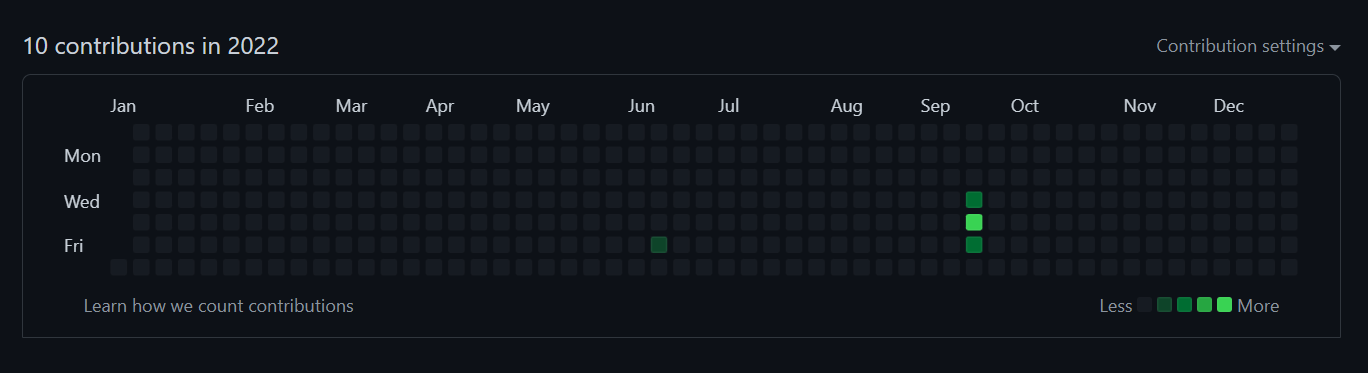 10 contributions in 2022
Contribution settings
Jan Feb Mar Apr May Jun Jul Aug Sep Oct Nov Dec
Mon
Wed
Fri
Learn how we count contributions
Less More